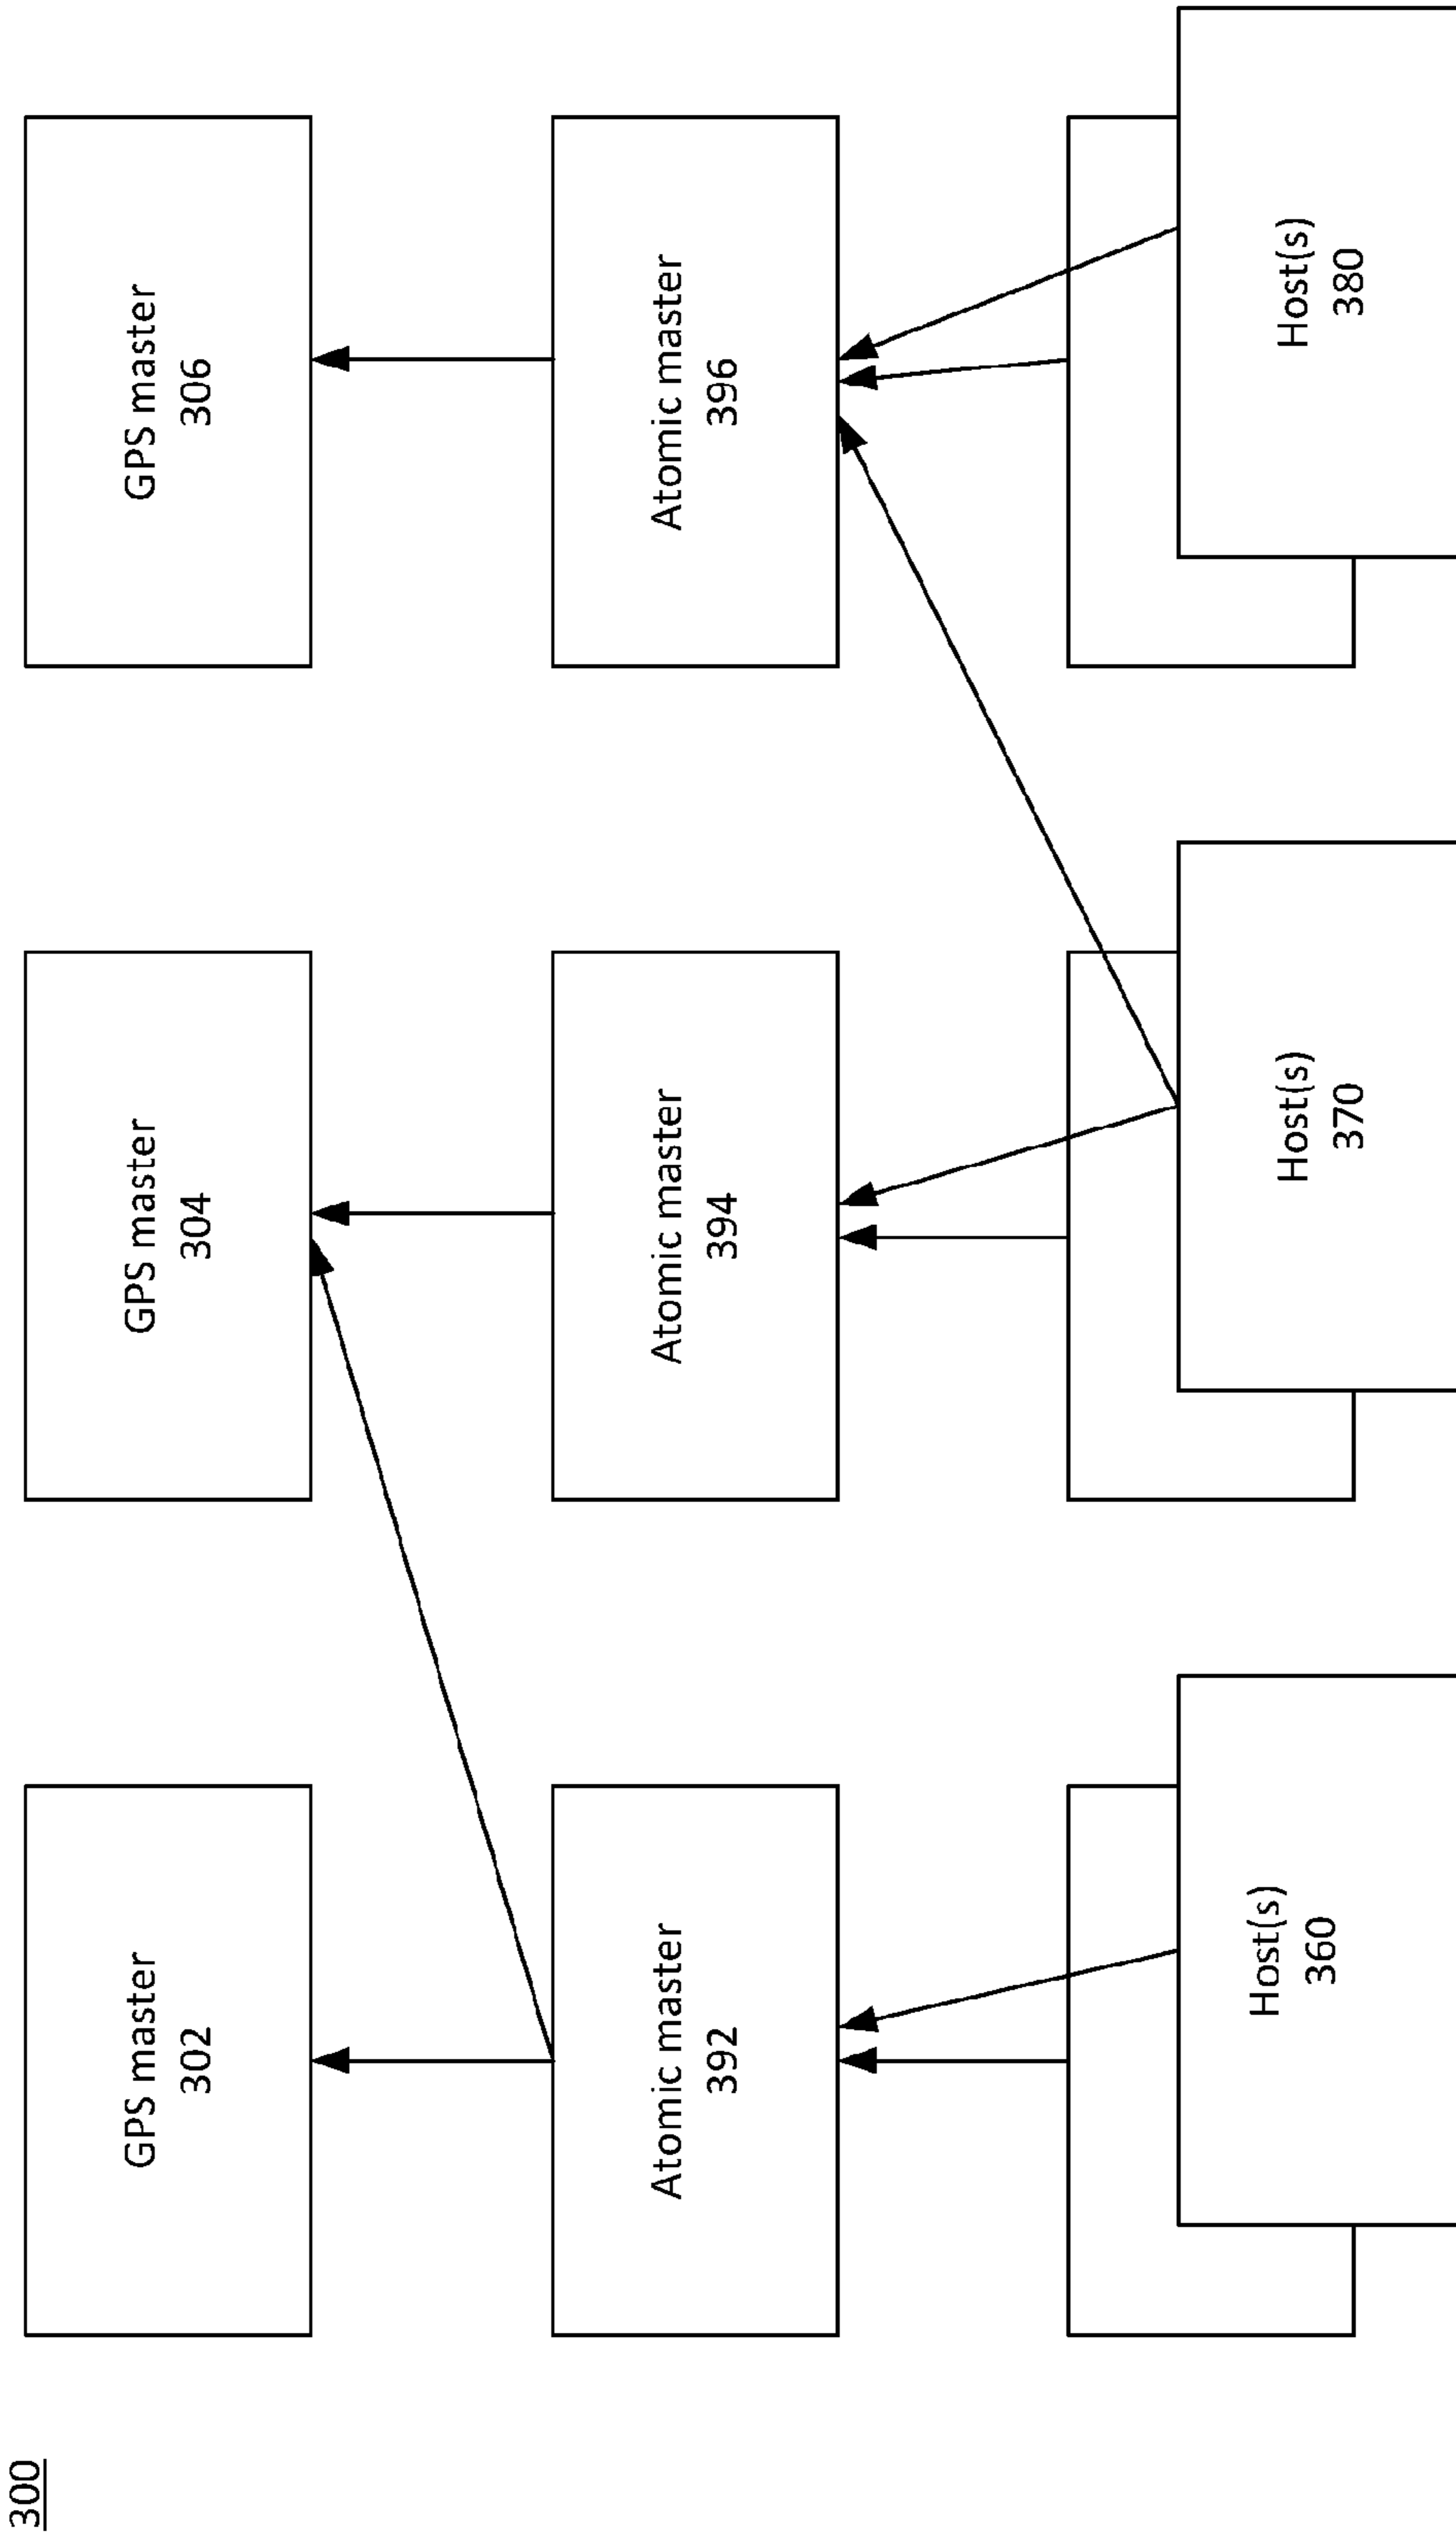 300
GPS master
302
GPS master
304
GPS master
306
Atomic master
392
Atomic master
394
Atomic master
396
Host(s)
360
Host(s)
370
Host(s)
380